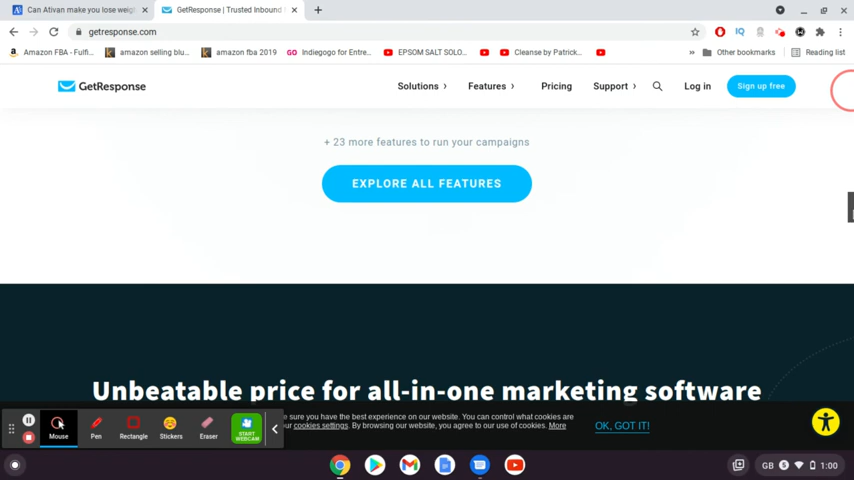 Can Ativan make you lose weigh
GetResponse | Trusted Inbound
getresponse.com
Amazon FBA - Fulfi...
amazon selling blu...
amazon fba 2019
GO Indiegogo for Entre...
EPSOM SALT SOLO...
Cleanse by Patrick...
»
Other bookmarks
Reading list
GetResponse
Solutions
Features
Pricing
Support
Log in
Sign up free
+ 23 more features to run your campaigns
EXPLORE ALL FEATURES
Unbeatable price for all-in-one marketing software
e sure you have the best experience on our website. You can control what cookies are
ur cookies settings. By browsing our website, you agree to our use of cookies. More
OK, GOT IT!
Mouse
Pen
Rectangle
Stickers
Eraser
START
WEBCAM
GB
1:00